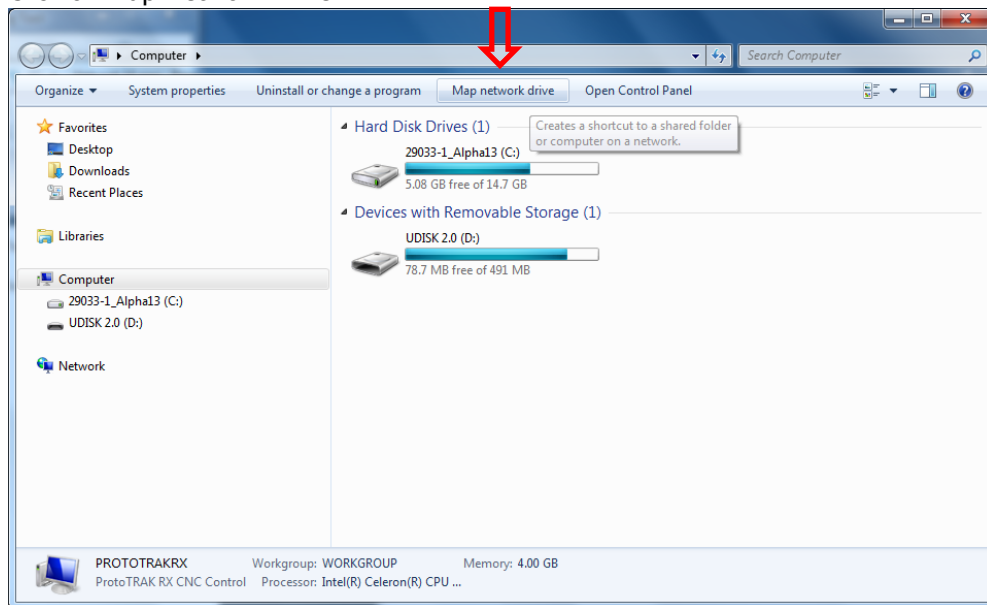 Computer
Search Computer
Organize
System properties
Uninstall or change a program
Map network drive
Open Control Panel
Favorites
Desktop
Downloads
Recent Places
Libraries
Computer
29033-1_Alpha13 (C:)
UDISK 2.0 (D:)
Network
Hard Disk Drives (1)
Creates a shortcut to a shared folder
or computer on a network.
29033-1_Alpha13 (C:)
5.08 GB free of 14.7 GB
Devices with Removable Storage (1)
UDISK 2.0 (D:)
78.7 MB free of 491 MB
PROTOTRAKRX
Workgroup: WORKGROUP
Memory: 4.00 GB
ProtoTRAK RX CNC Control
Processor: Intel(R) Celeron(R) CPU ...